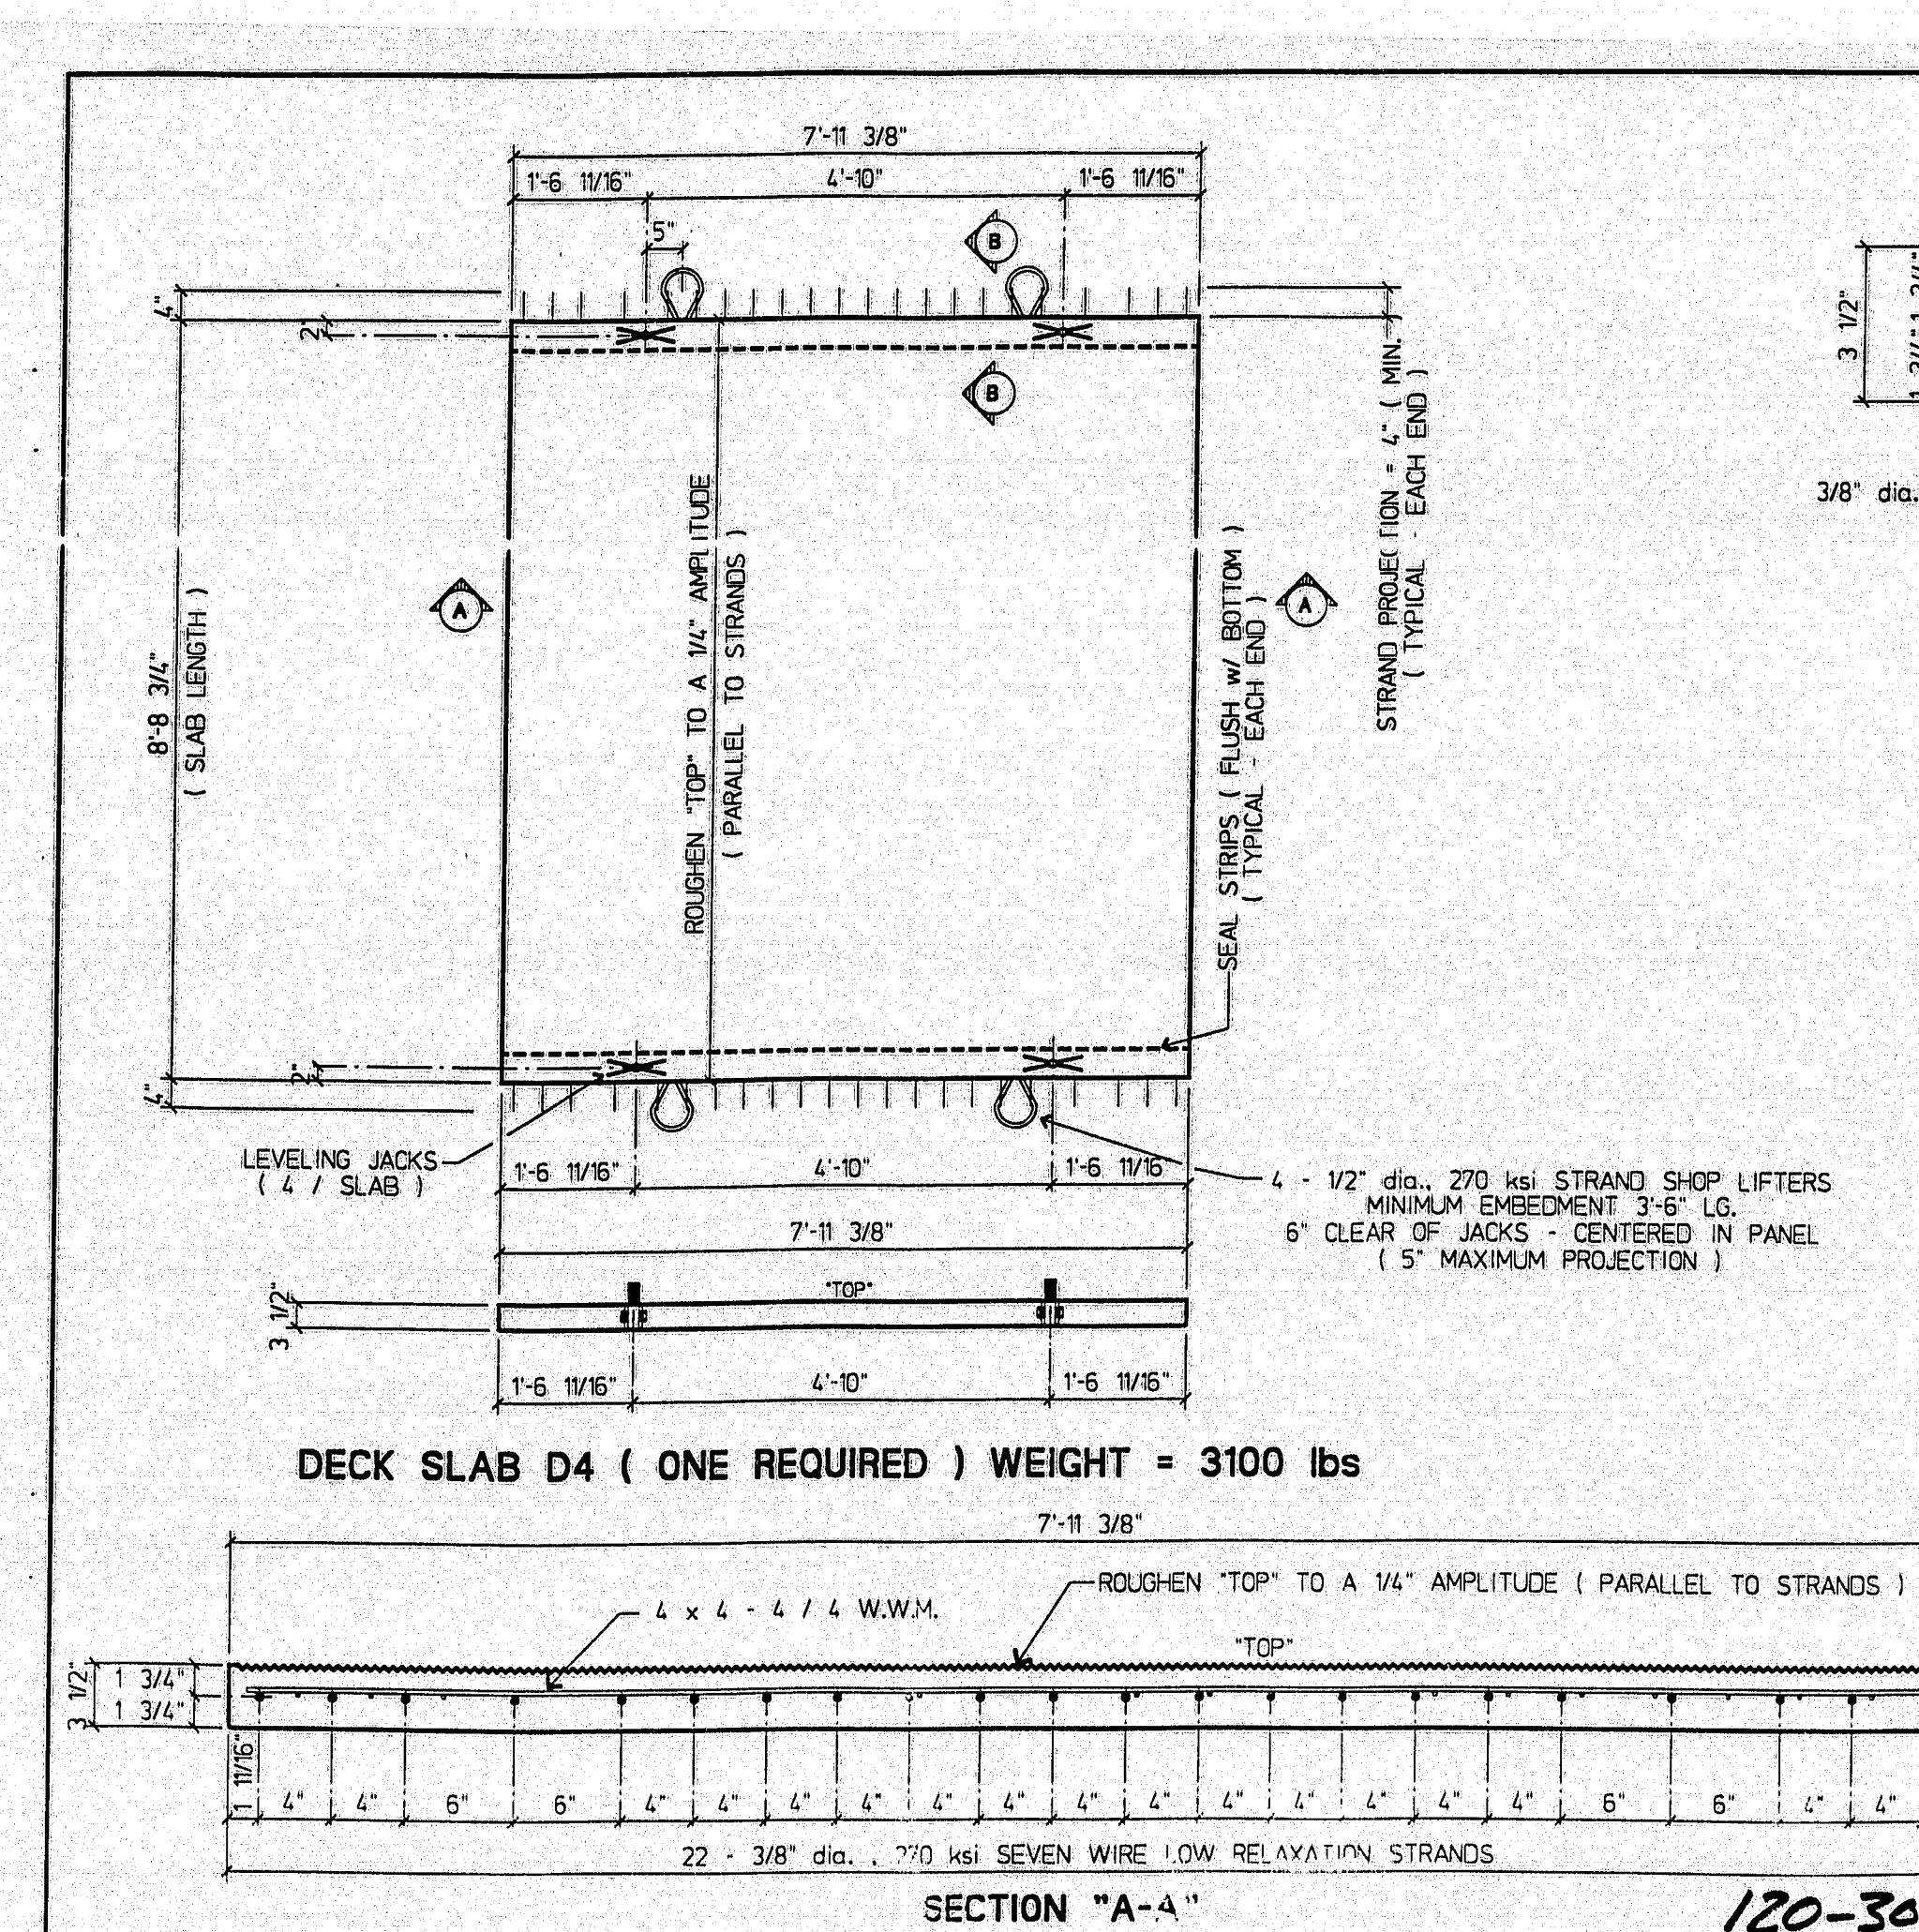 7'-11 3/8"
1'-6 11/16"
4'-10"
1'-6 11/16"
5"
B
4"
2"
B
3 1/2"
3/8" dia.
STRAND PROJECTION = 4" ( MIN. )
( TYPICAL - EACH END )
ROUGHEN "TOP" TO A 1/4" AMPLITUDE
( PARALLEL TO STRANDS )
A
A
8'-8 3/4"
( SLAB LENGTH )
SEAL STRIPS ( FLUSH w/ BOTTOM )
( TYPICAL - EACH END )
2"
4"
LEVELING JACKS
( 4 / SLAB )
1'-6 11/16"
4'-10"
1'-6 11/16"
4 - 1/2" dia., 270 ksi STRAND SHOP LIFTERS
MINIMUM EMBEDMENT 3'-6" LG.
6" CLEAR OF JACKS - CENTERED IN PANEL
( 5" MAXIMUM PROJECTION )
7'-11 3/8"
"TOP"
3 1/2"
1'-6 11/16"
4'-10"
1'-6 11/16"
DECK SLAB D4 ( ONE REQUIRED ) WEIGHT = 3100 lbs
7'-11 3/8"
ROUGHEN "TOP" TO A 1/4" AMPLITUDE ( PARALLEL TO STRANDS )
4 x 4 - 4 / 4 W.W.M.
"TOP"
3 1/2"
1 3/4"
1 3/4"
1 11/16"
4" 4" 6" 6" 4" 4" 4" 4" 4" 4" 4" 4" 4" 4" 4" 4" 4" 6" 6" 4" 4"
22 - 3/8" dia. , 270 ksi SEVEN WIRE LOW RELAXATION STRANDS
SECTION "A-A"
120-30